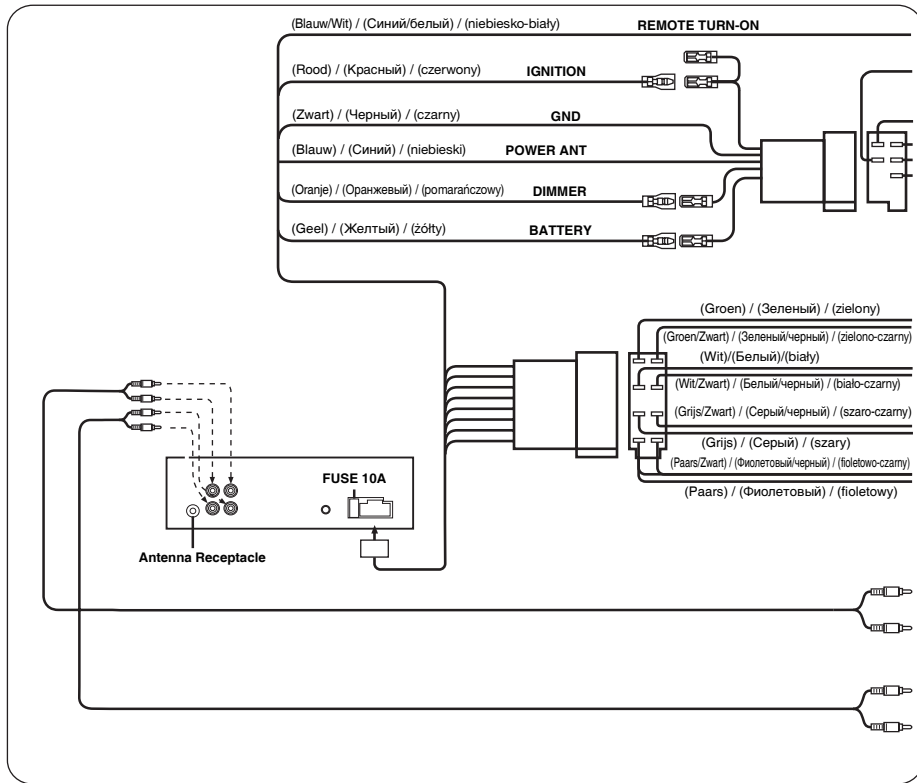 (Blauw/Wit) / (Синий/белый) / (niebiesko-biały) REMOTE TURN-ON
(Rood) / (Красный) / (czerwony) IGNITION
(Zwart) / (Черный) / (czarny) GND
(Blauw) / (Синий) / (niebieski) POWER ANT
(Oranje) / (Оранжевый) / (pomarańczowy) DIMMER
(Geel) / (Желтый) / (żółty) BATTERY
(Groen) / (Зеленый) / (zielony)
(Groen/Zwart) / (Зеленый/черный) / (zielono-czarny)
(Wit)/(Белый)/(biały)
(Wit/Zwart) / (Белый/черный) / (biało-czarny)
(Grijs/Zwart) / (Серый/черный) / (szaro-czarny)
(Grijs) / (Серый) / (szary)
(Paars/Zwart) / (Фиолетовый/черный) / (fioletowo-czarny)
(Paars) / (Фиолетовый) / (fioletowy)
FUSE 10A
Antenna Receptacle